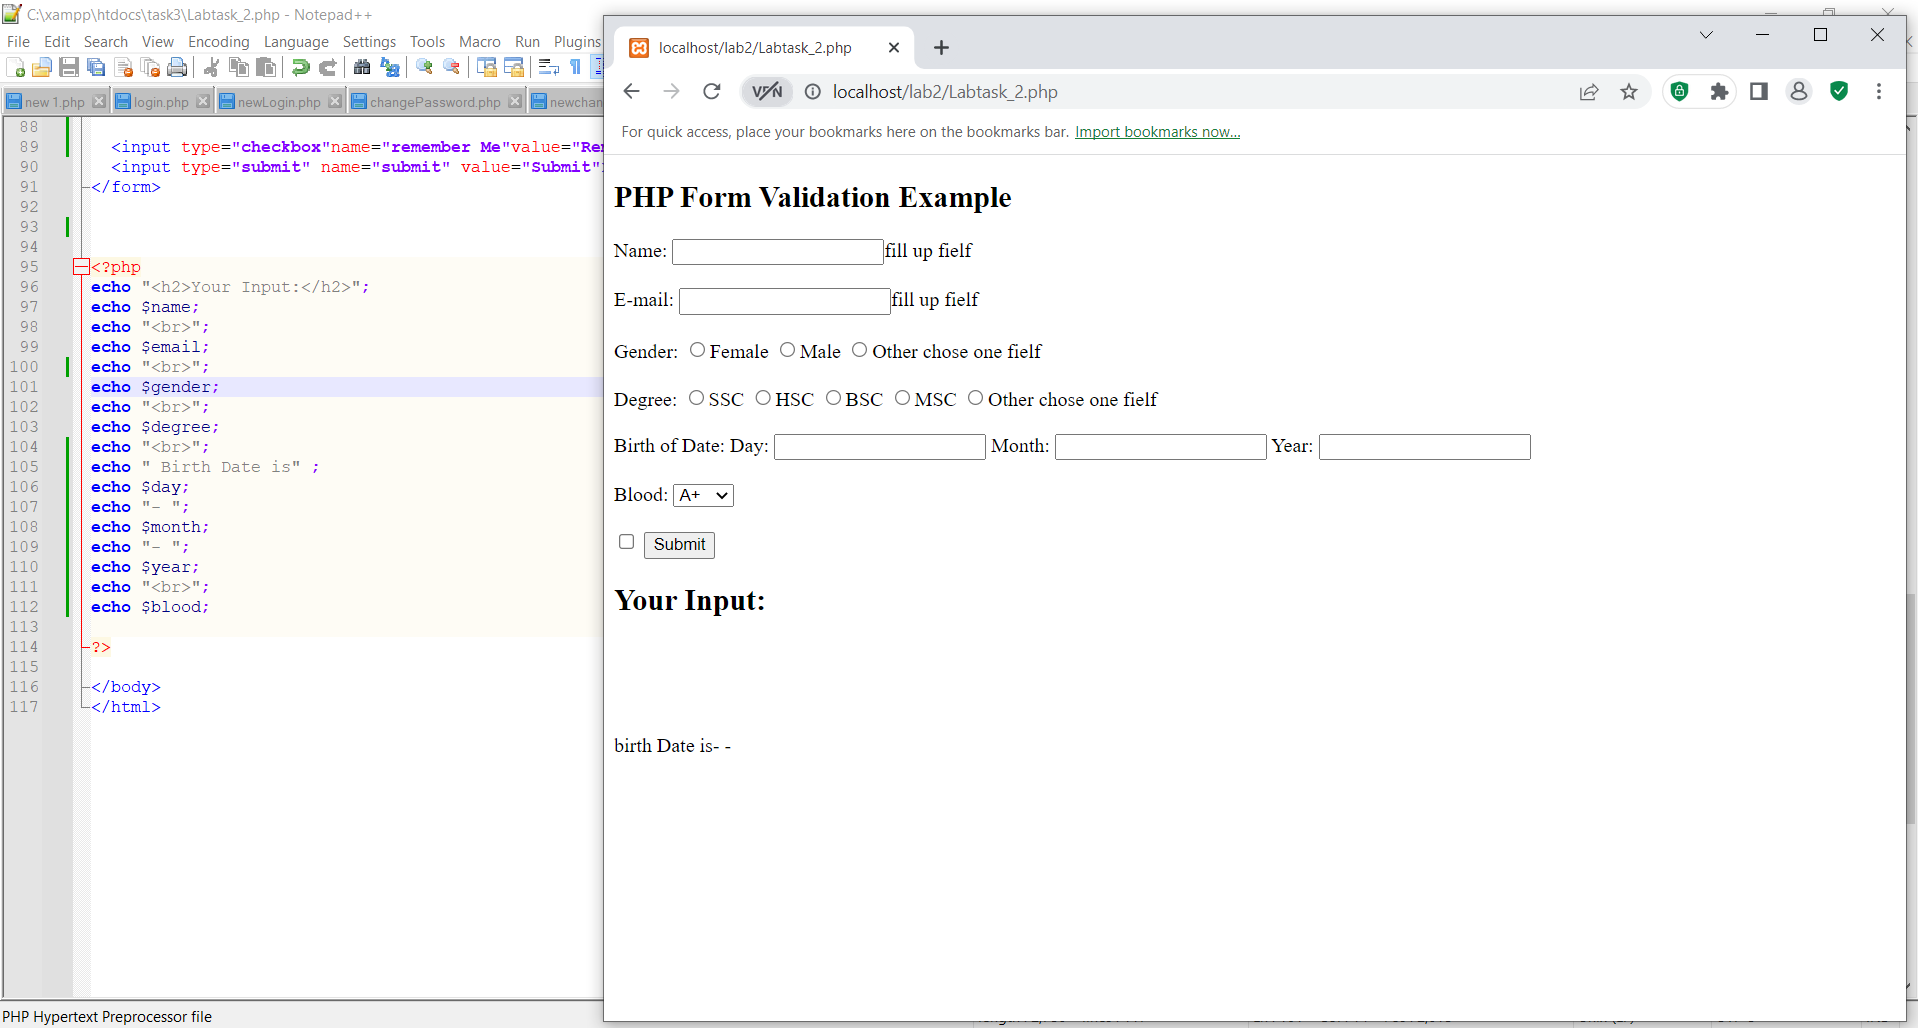 C:\xampp\htdocs\task3\Labtask_2.php - Notepad++
File Edit Search View Encoding Language Settings Tools Macro Run Plugins
new 1.php login.php newLogin.php changePassword.php newchan
88
89 <input type="checkbox"name="remember Me"value="Rem
90 <input type="submit" name="submit" value="Submit"
91 </form>
92
93
94
95 <?php
96 echo "<h2>Your Input:</h2>";
97 echo $name;
98 echo "<br>";
99 echo $email;
100 echo "<br>";
101 echo $gender;
102 echo "<br>";
103 echo $degree;
104 echo "<br>";
105 echo " Birth Date is" ;
106 echo $day;
107 echo "- ";
108 echo $month;
109 echo "- ";
110 echo $year;
111 echo "<br>";
112 echo $blood;
113
114 ?>
115
116 </body>
117 </html>
PHP Hypertext Preprocessor file
localhost/lab2/Labtask_2.php
VPN localhost/lab2/Labtask_2.php
For quick access, place your bookmarks here on the bookmarks bar. Import bookmarks now...
PHP Form Validation Example
Name: fill up fielf
E-mail: fill up fielf
Gender: Female Male Other chose one fielf
Degree: SSC HSC BSC MSC Other chose one fielf
Birth of Date: Day: Month: Year:
Blood: A+
Submit
Your Input:
birth Date is- -